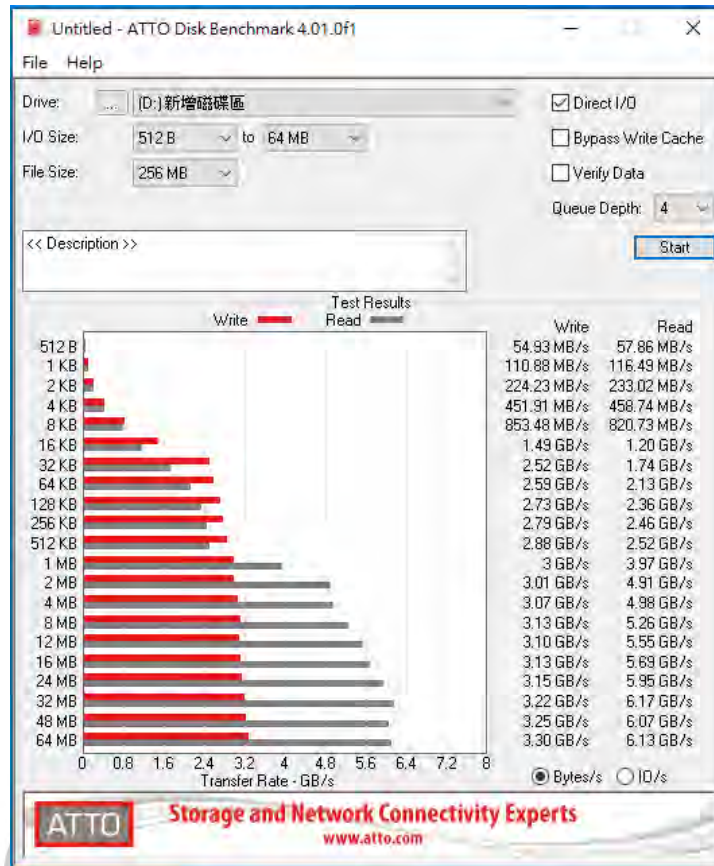 Untitled - ATTO Disk Benchmark 4.01.0f1
File Help
Drive: ... (D:)新增磁碟區
Direct I/O
I/O Size: 512 B to 64 MB
Bypass Write Cache
File Size: 256 MB
Verify Data
Queue Depth: 4
<< Description >>
Start
Test Results
Write Read Write Read
512 B 54.93 MB/s 57.86 MB/s
1 KB 110.88 MB/s 116.49 MB/s
2 KB 224.23 MB/s 233.02 MB/s
4 KB 451.91 MB/s 458.74 MB/s
8 KB 853.48 MB/s 820.73 MB/s
16 KB 1.49 GB/s 1.20 GB/s
32 KB 2.52 GB/s 1.74 GB/s
64 KB 2.59 GB/s 2.13 GB/s
128 KB 2.73 GB/s 2.36 GB/s
256 KB 2.79 GB/s 2.46 GB/s
512 KB 2.88 GB/s 2.52 GB/s
1 MB 3 GB/s 3.97 GB/s
2 MB 3.01 GB/s 4.91 GB/s
4 MB 3.07 GB/s 4.98 GB/s
8 MB 3.13 GB/s 5.26 GB/s
12 MB 3.10 GB/s 5.55 GB/s
16 MB 3.13 GB/s 5.69 GB/s
24 MB 3.15 GB/s 5.95 GB/s
32 MB 3.22 GB/s 6.17 GB/s
48 MB 3.25 GB/s 6.07 GB/s
64 MB 3.30 GB/s 6.13 GB/s
0 0.8 1.6 2.4 3.2 4 4.8 5.6 6.4 7.2 8
Transfer Rate - GB/s
Bytes/s IO/s
ATTO
Storage and Network Connectivity Experts
www.atto.com